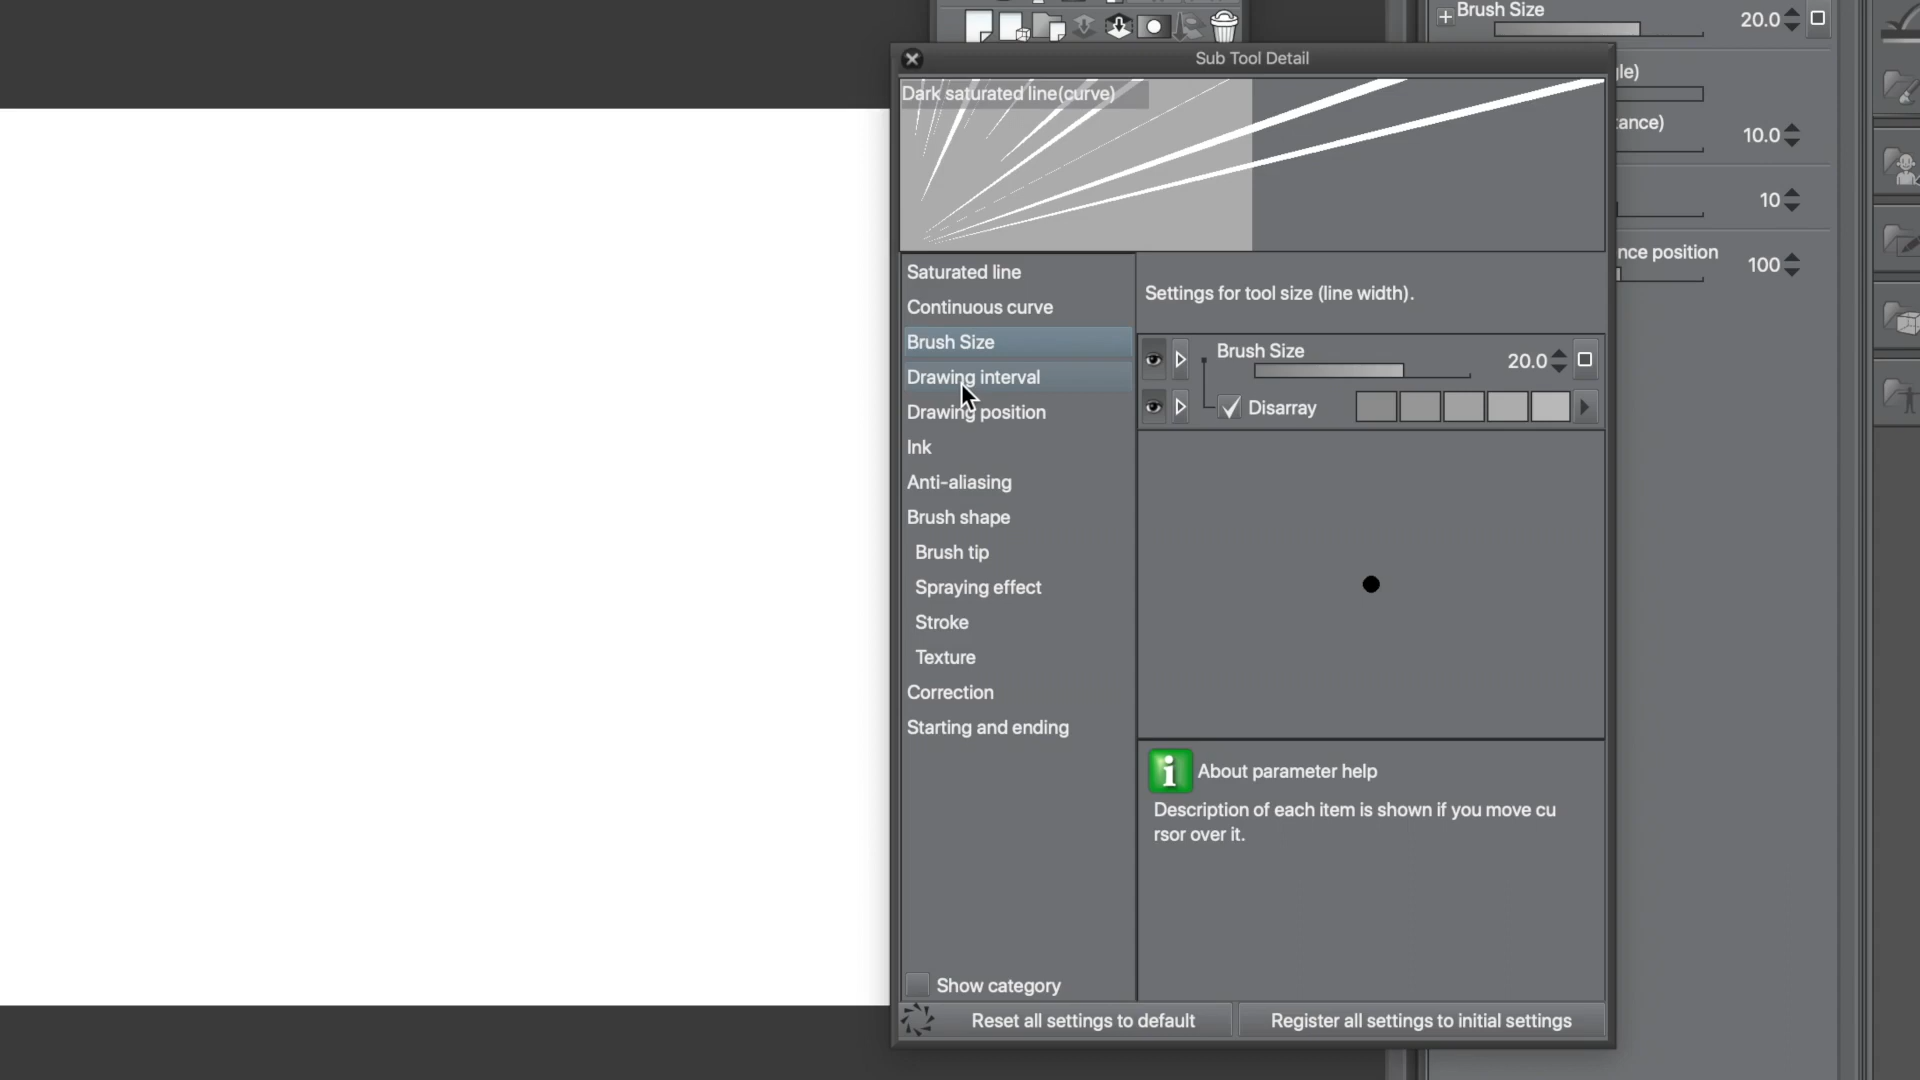 Brush Size 20.0
Sub Tool Detail
Dark saturated line(curve)
gle)
tance) 10.0
10
nce position 100
Saturated line
Continuous curve
Brush Size
Drawing interval
Drawing position
Ink
Anti-aliasing
Brush shape
Brush tip
Spraying effect
Stroke
Texture
Correction
Starting and ending
Show category
Settings for tool size (line width).
Brush Size 20.0
Disarray
About parameter help
Description of each item is shown if you move cu
rsor over it.
Reset all settings to default
Register all settings to initial settings